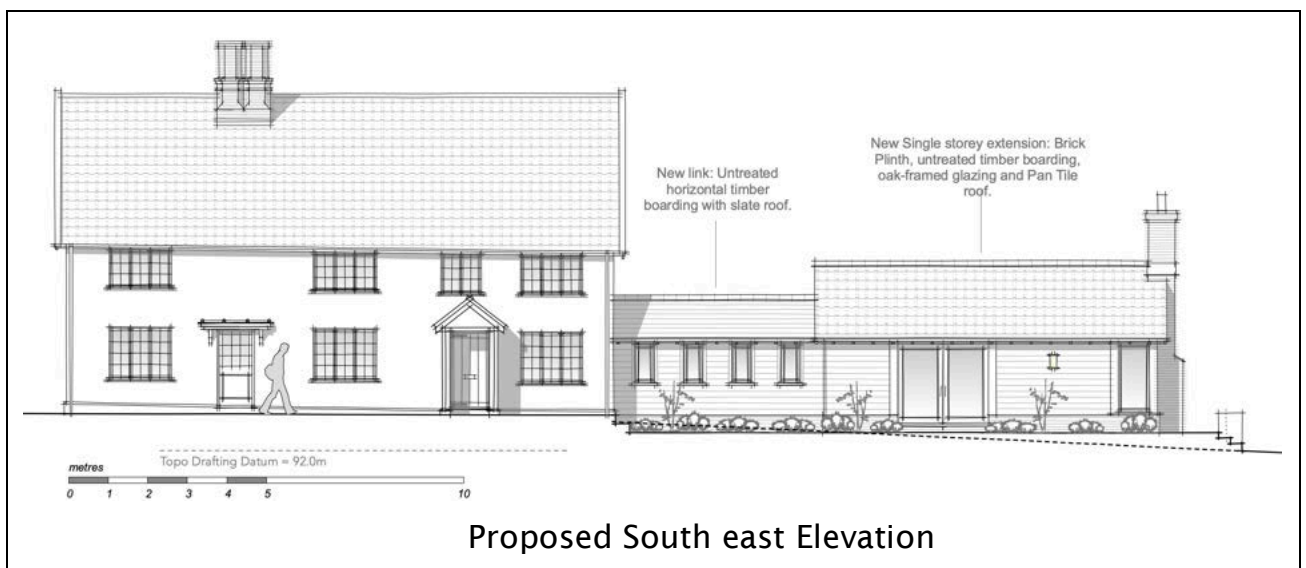 New link: Untreated
horizontal timber
boarding with slate roof.
New Single storey extension: Brick
Plinth, untreated timber boarding,
oak-framed glazing and Pan Tile
roof.
Topo Drafting Datum = 92.0m
metres
0 1 2 3 4 5 10
Proposed South east Elevation